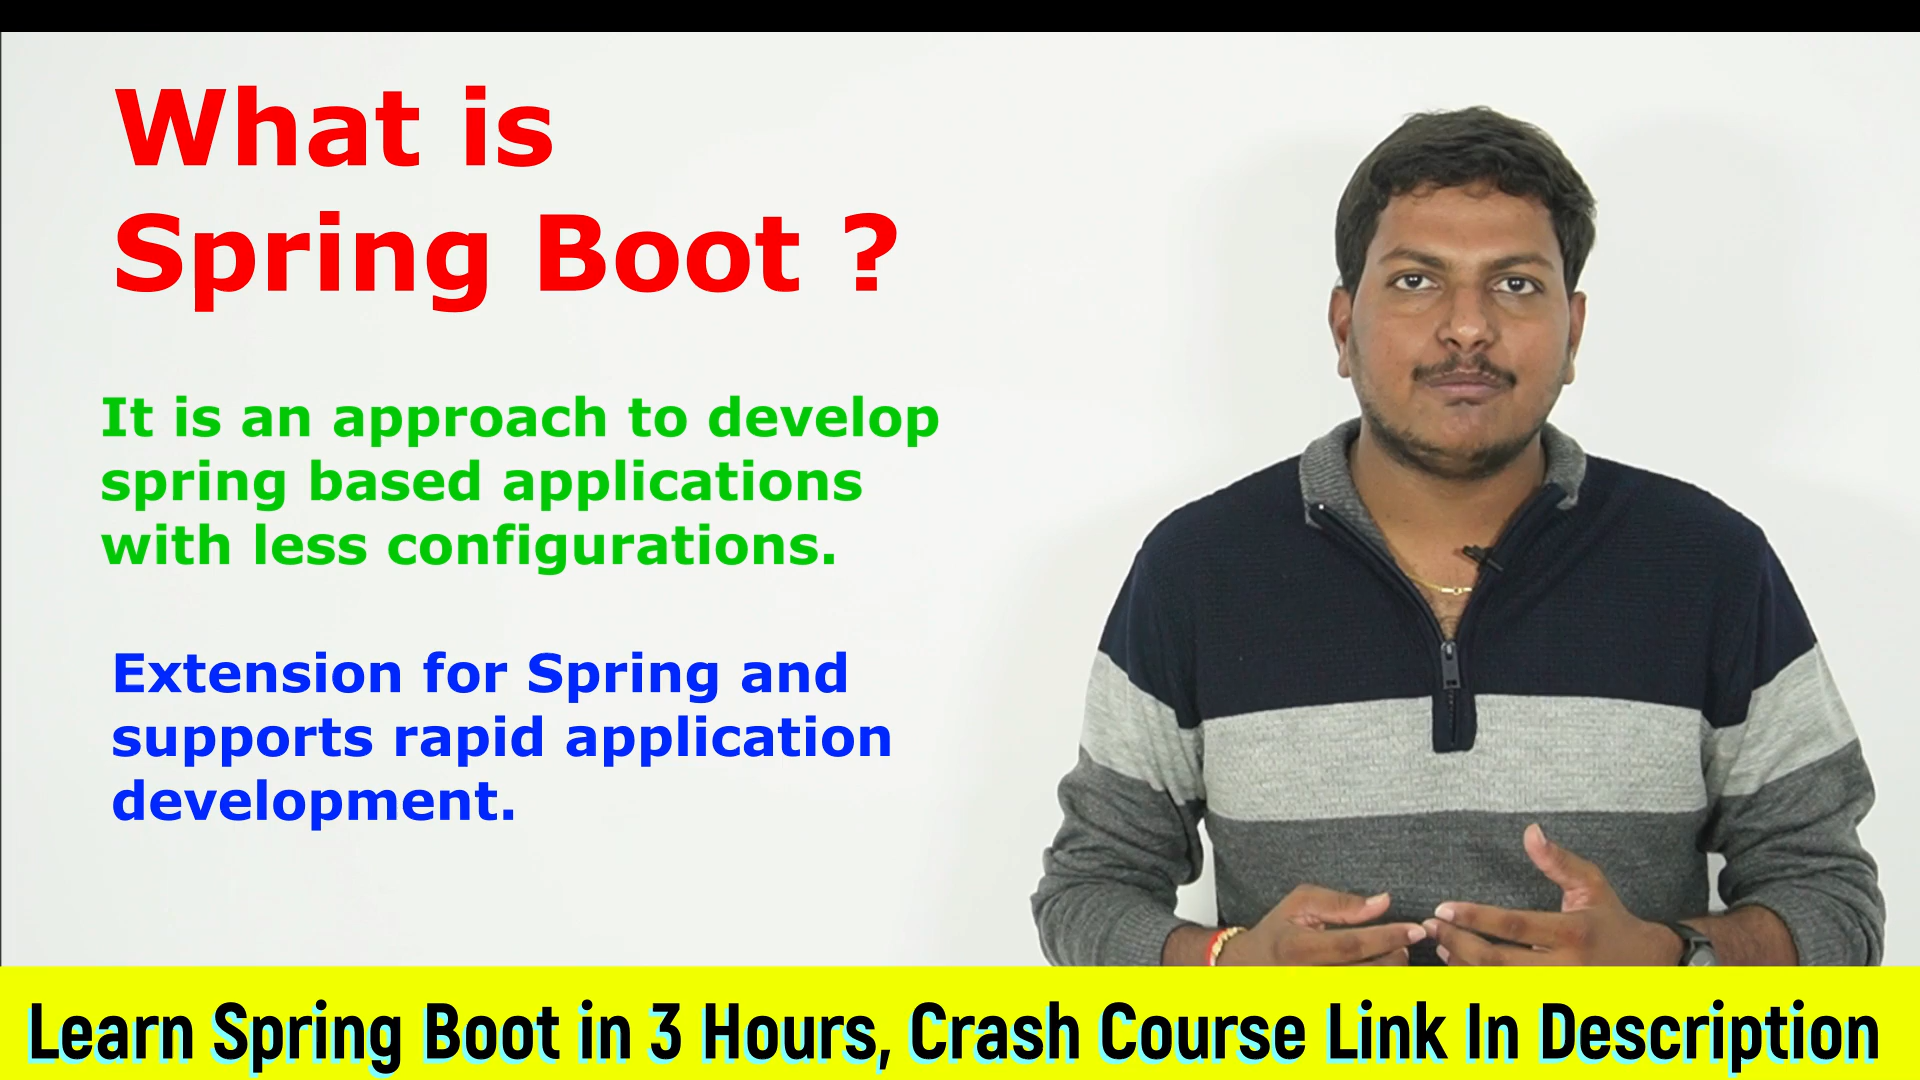 What is
Spring Boot ?
It is an approach to develop
spring based applications
with less configurations.
Extension for Spring and
supports rapid application
development.
Learn Spring Boot in 3 Hours, Crash Course Link In Description